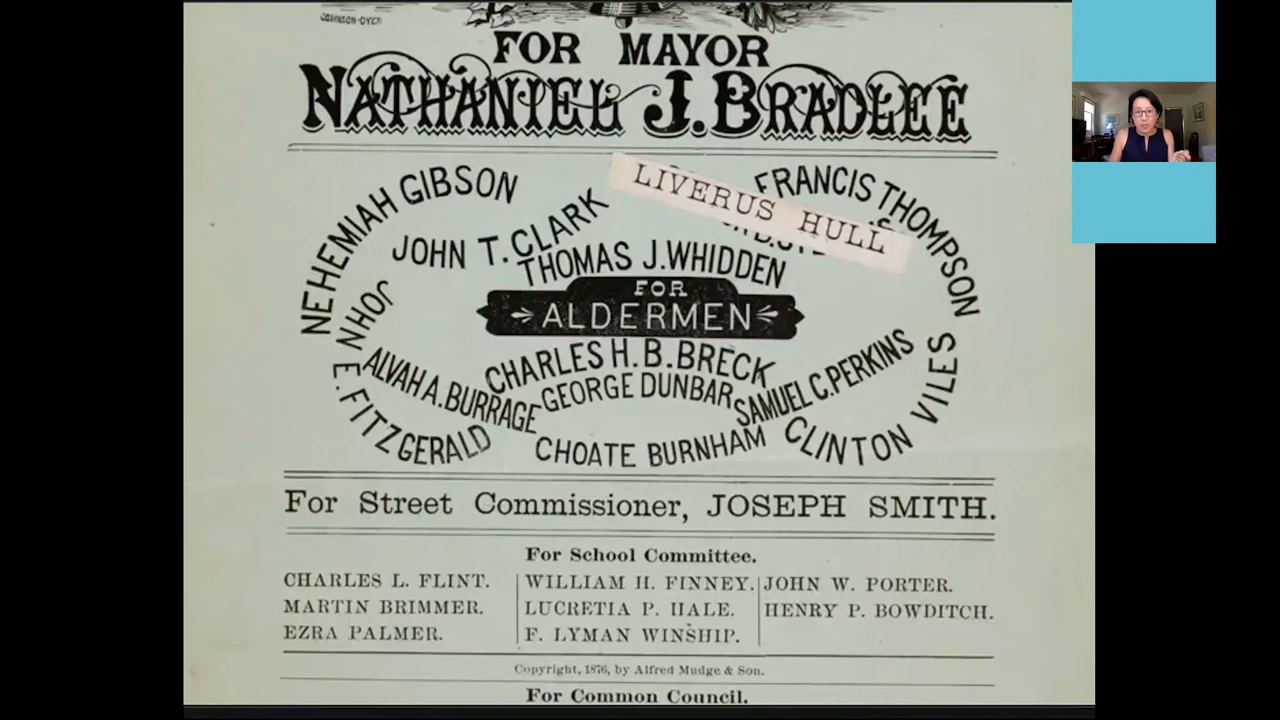 JOHNSON-DYER
FOR MAYOR
NATHANIEL J. BRADLEE
NEHEMIAH GIBSON
JOHN T. CLARK
LIVERUS HULL
FRANCIS THOMPSON
THOMAS J. WHIDDEN
FOR
ALDERMEN
JOHN E. FITZGERALD
ALVAH A. BURRAGE
CHARLES H. B. BRECK
GEORGE DUNBAR
SAMUEL C. PERKINS
CHOATE BURNHAM
CLINTON VILES
For Street Commissioner, JOSEPH SMITH.
For School Committee.
CHARLES L. FLINT.
MARTIN BRIMMER.
EZRA PALMER.
WILLIAM H. FINNEY.
LUCRETIA P. HALE.
F. LYMAN WINSHIP.
JOHN W. PORTER.
HENRY P. BOWDITCH.
Copyright, 1876, by Alfred Mudge & Son.
For Common Council.